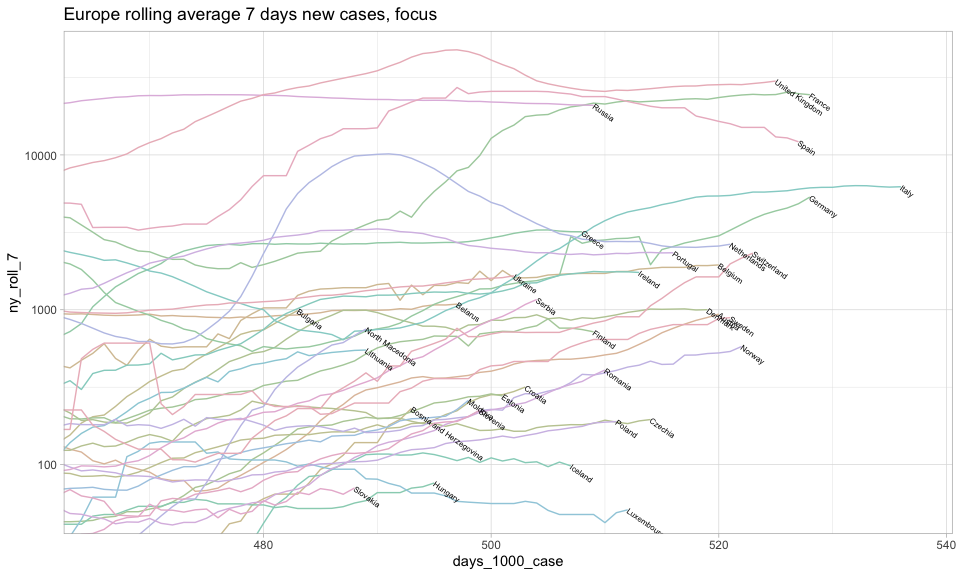 Europe rolling average 7 days new cases, focus
ny_roll_7
10000
1000
100
United Kingdom
France
Russia
Spain
Italy
Germany
Greece
Netherlands
Switzerland
Portugal
Belgium
Ireland
Ukraine
Serbia
Belarus
Bulgaria
Denmark
Sweden
North Macedonia
Finland
Lithuania
Norway
Romania
Croatia
Estonia
Slovenia
Bosnia and Herzegovina
Poland
Czechia
Iceland
Hungary
Slovakia
Luxembourg
480
500
520
540
days_1000_case